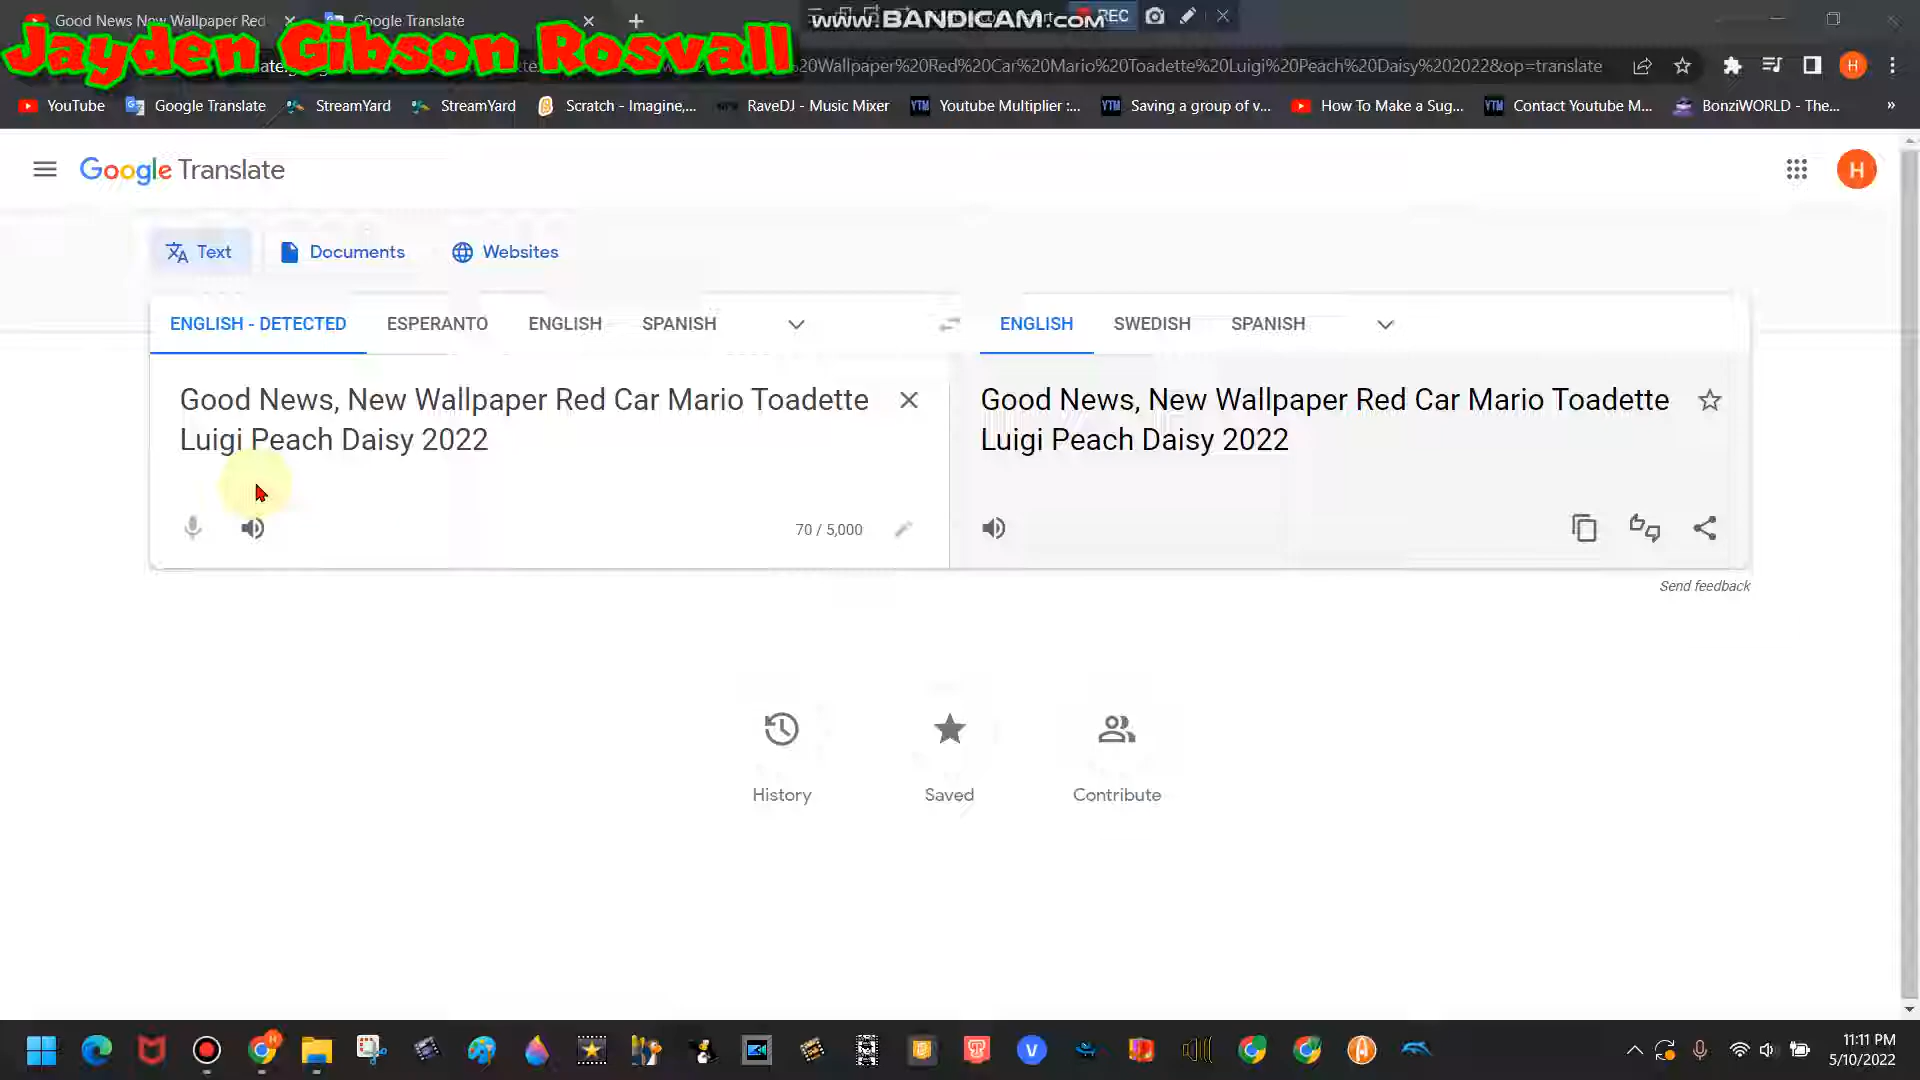 Good News New Wallpaper Red
Google Translate
www.BANDICAM.com
REC
Jayden Gibson Rosvall
20Wallpaper%20Red%20Car%20Mario%20Toadette%20Luigi%20Peach%20Daisy%202022&op=translate
H
YouTube
Google Translate
StreamYard
StreamYard
Scratch - Imagine,...
RaveDJ - Music Mixer
YTM
Youtube Multiplier :...
YTM
Saving a group of v...
How To Make a Sug...
YTM
Contact Youtube M...
BonziWORLD - The...
»
Google Translate
H
Text
Documents
Websites
ENGLISH - DETECTED
ESPERANTO
ENGLISH
SPANISH
ENGLISH
SWEDISH
SPANISH
Good News, New Wallpaper Red Car Mario Toadette
Luigi Peach Daisy 2022
Good News, New Wallpaper Red Car Mario Toadette
Luigi Peach Daisy 2022
70 / 5,000
Send feedback
History
Saved
Contribute
11:11 PM
5/10/2022